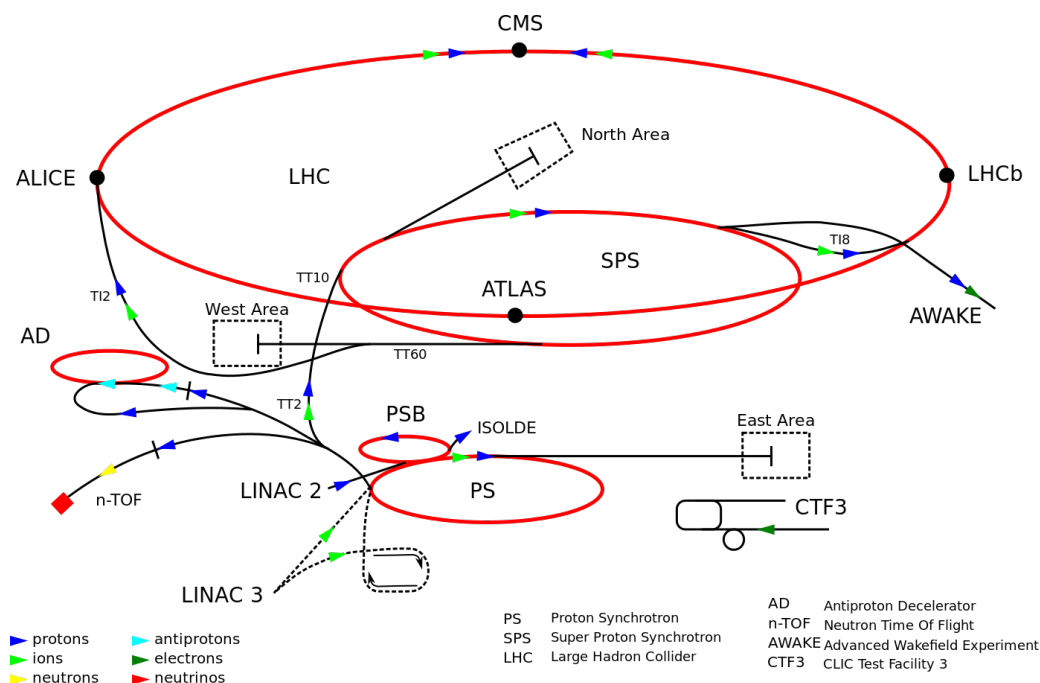 CMS
North Area
ALICE
LHC
LHCb
TI8
SPS
TT10
ATLAS
TI2
West Area
AWAKE
AD
TT60
TT2
PSB
ISOLDE
East Area
LINAC 2
PS
n-TOF
CTF3
LINAC 3
protons
ions
neutrons
antiprotons
electrons
neutrinos
PS Proton Synchrotron
SPS Super Proton Synchrotron
LHC Large Hadron Collider
AD Antiproton Decelerator
n-TOF Neutron Time Of Flight
AWAKE Advanced Wakefield Experiment
CTF3 CLIC Test Facility 3